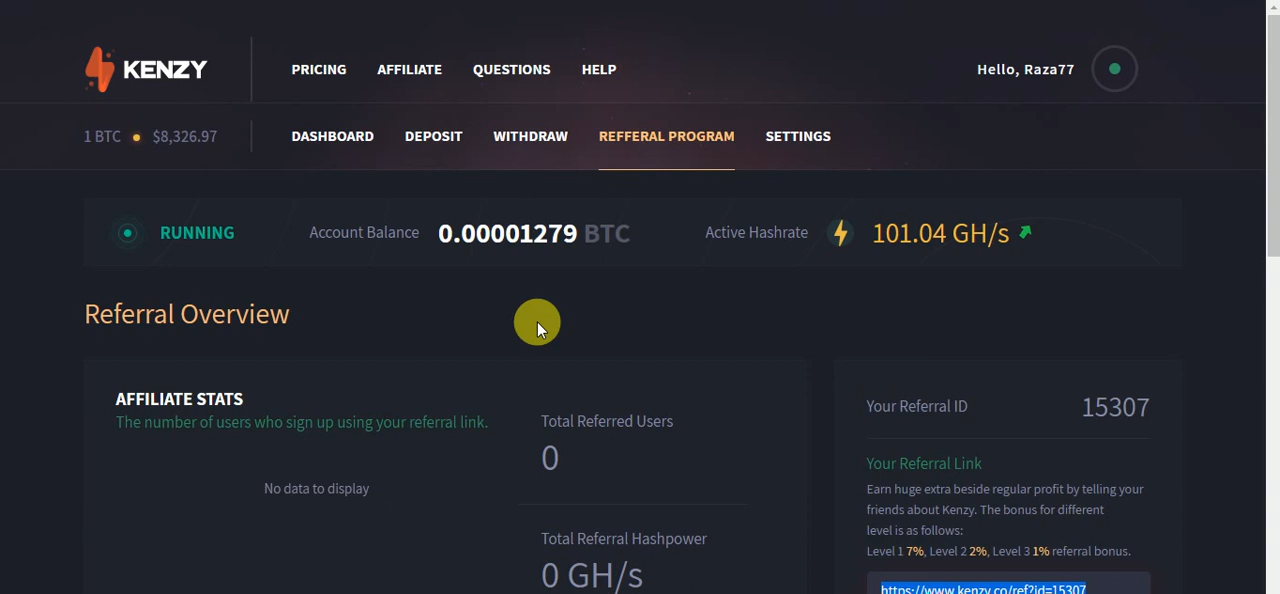 KENZY
PRICING AFFILIATE QUESTIONS HELP
Hello, Raza77
1 BTC $8,326.97
DASHBOARD DEPOSIT WITHDRAW REFFERAL PROGRAM SETTINGS
RUNNING Account Balance 0.00001279 BTC Active Hashrate 101.04 GH/s
Referral Overview
AFFILIATE STATS
The number of users who sign up using your referral link.
No data to display
Total Referred Users
0
Total Referral Hashpower
0 GH/s
Your Referral ID 15307
Your Referral Link
Earn huge extra beside regular profit by telling your
friends about Kenzy. The bonus for different
level is as follows:
Level 1 7%, Level 2 2%, Level 3 1% referral bonus.
https://www.kenzy.co/ref?id=15307